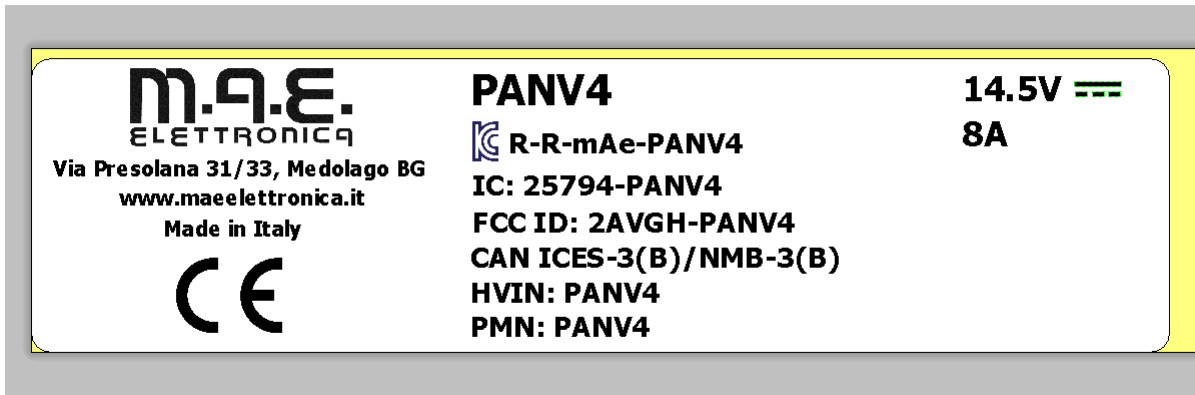 m.a.e.
ELETTRONICA
Via Presolana 31/33, Medolago BG
www.maeelettronica.it
Made in Italy
CE
PANV4
R-R-mAe-PANV4
IC: 25794-PANV4
FCC ID: 2AVGH-PANV4
CAN ICES-3(B)/NMB-3(B)
HVIN: PANV4
PMN: PANV4
14.5V
8A